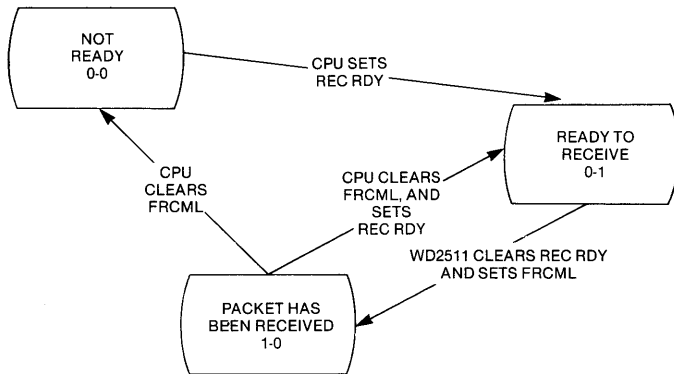 NOT
READY
0-0
CPU SETS
REC RDY
READY TO
RECEIVE
0-1
CPU
CLEARS
FRCML
CPU CLEARS
FRCML, AND
SETS
REC RDY
WD2511 CLEARS REC RDY
AND SETS FRCML
PACKET HAS
BEEN RECEIVED
1-0